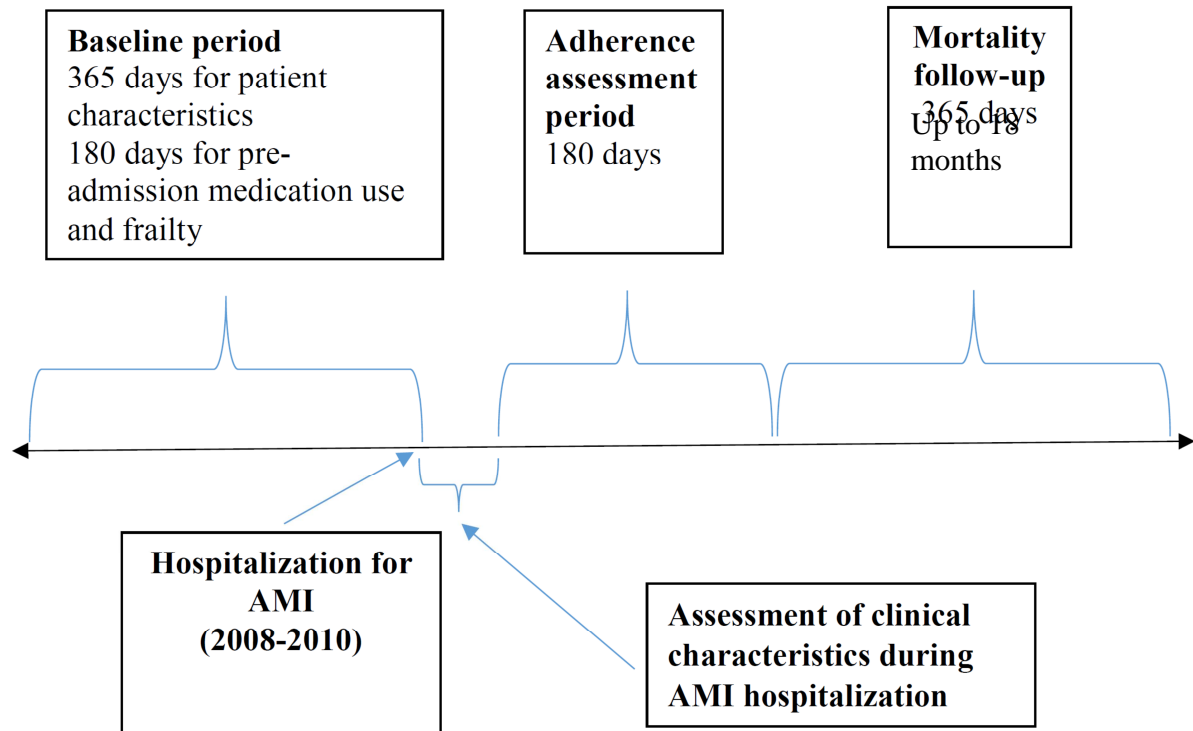 Baseline period
365 days for patient
characteristics
180 days for pre-
admission medication use
and frailty
Adherence
assessment
period
180 days
Mortality
follow-up
365 days
Up to 18
months
Hospitalization for
AMI
(2008-2010)
Assessment of clinical
characteristics during
AMI hospitalization